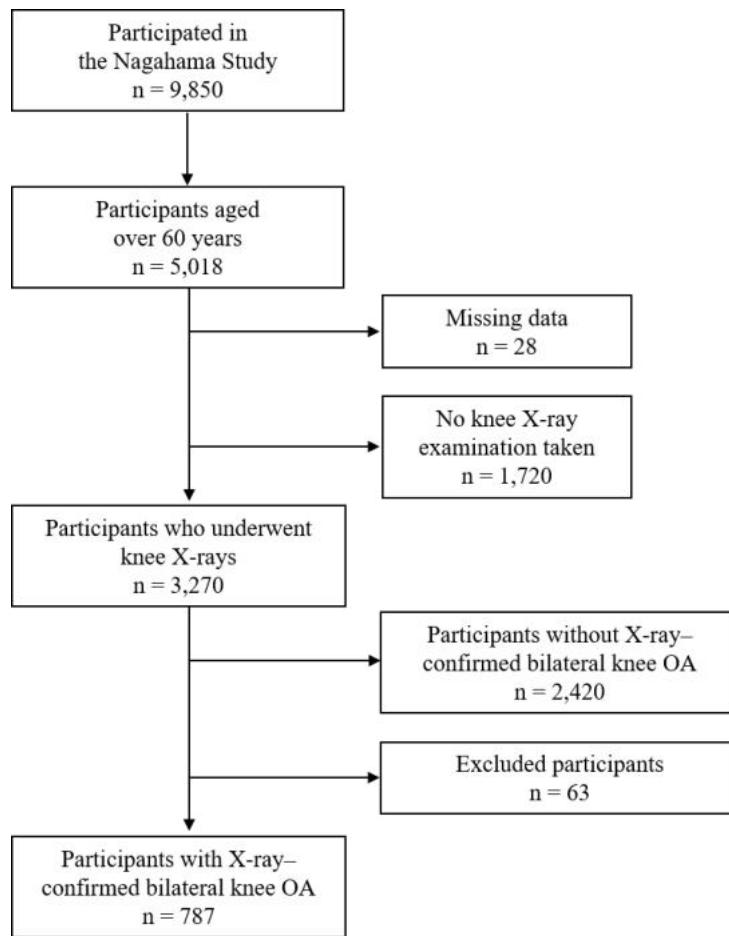 Participated in
the Nagahama Study
n = 9,850
Participants aged
over 60 years
n = 5,018
Missing data
n = 28
No knee X-ray
examination taken
n = 1,720
Participants who underwent
knee X-rays
n = 3,270
Participants without X-ray–
confirmed bilateral knee OA
n = 2,420
Excluded participants
n = 63
Participants with X-ray–
confirmed bilateral knee OA
n = 787